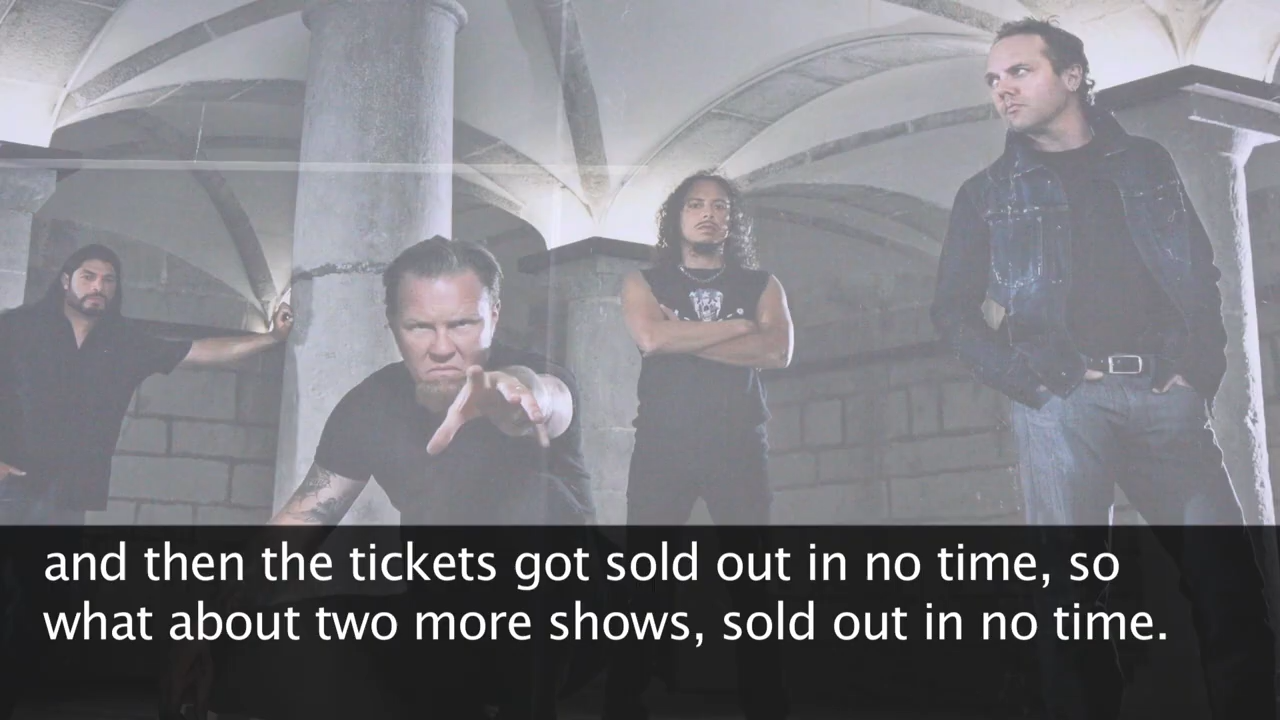 and then the tickets got sold out in no time, so
what about two more shows, sold out in no time.